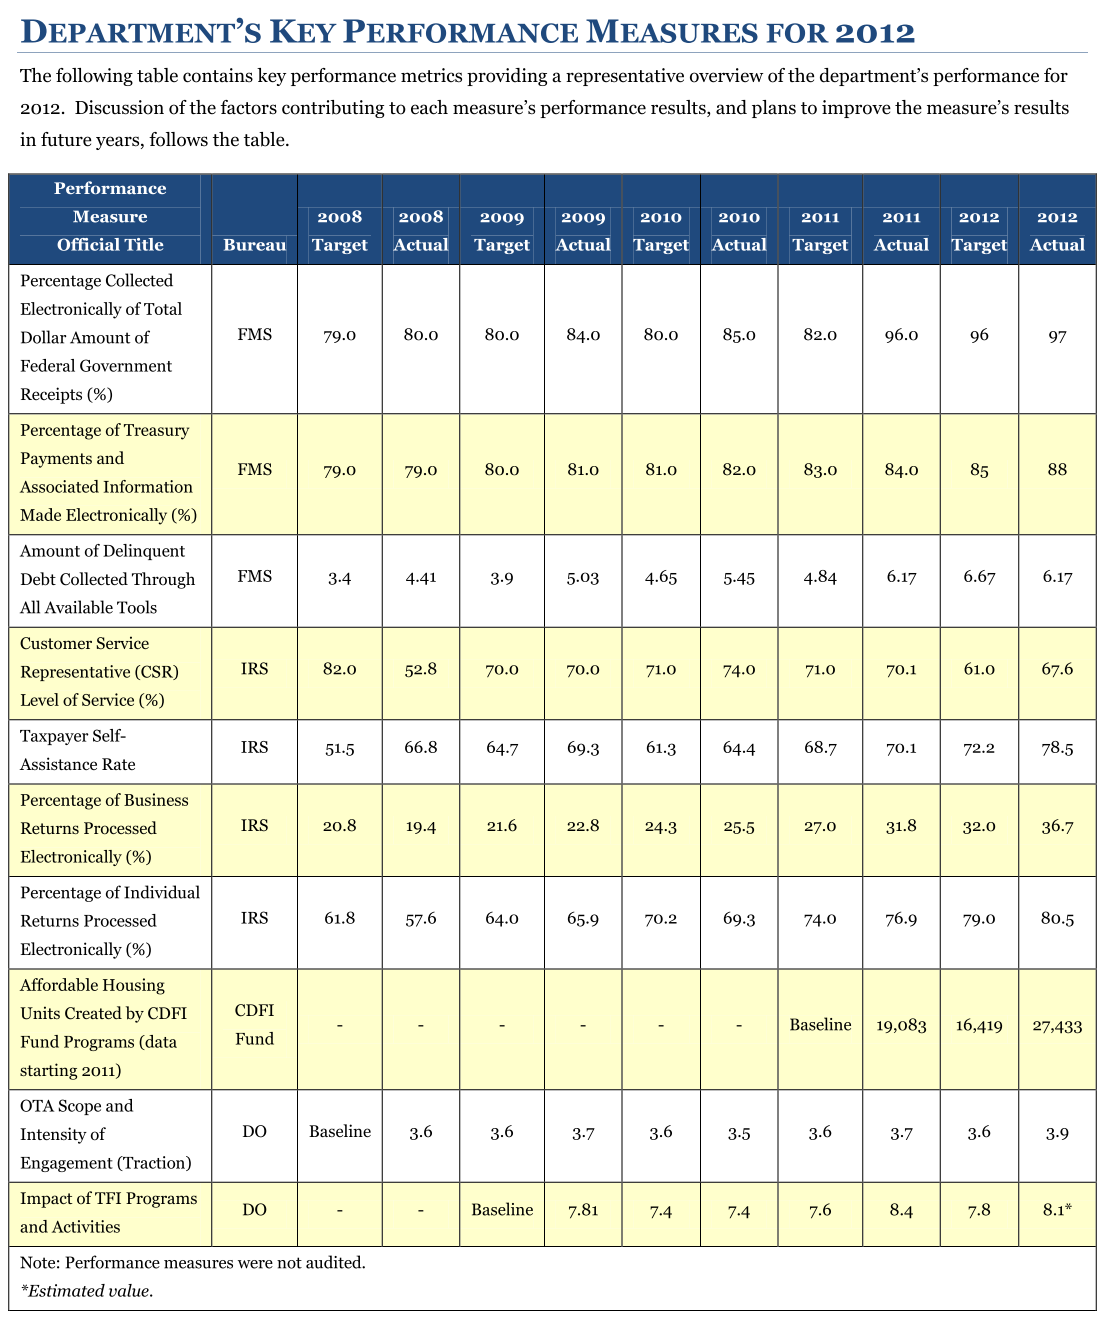 DEPARTMENT'S KEY PERFORMANCE MEASURES FOR 2012
The following table contains key performance metrics providing a representative overview of the department's performance for
2012.  Discussion of the factors contributing to each measure's performance results, and plans to improve the measure's results
in future years, follows the table.
Performance
Measure 2008 2008 2009 2009 2010 2010 2011 2011 2012 2012
Official Title Bureau Target Actual Target Actual Target Actual Target Actual Target Actual
Percentage Collected
Electronically of Total
Dollar Amount of FMS 79.0 80.0 80.0 84.0 80.0 85.0 82.0 96.0 96 97
Federal Government
Receipts (%)
Percentage of Treasury
Payments and FMS 79.0 79.0 80.0 81.0 81.0 82.0 83.0 84.0 85 88
Associated Information
Made Electronically (%)
Amount of Delinquent
Debt Collected Through FMS 3.4 4.41 3.9 5.03 4.65 5.45 4.84 6.17 6.67 6.17
All Available Tools
Customer Service
Representative (CSR) IRS 82.0 52.8 70.0 70.0 71.0 74.0 71.0 70.1 61.0 67.6
Level of Service (%)
Taxpayer Self- IRS 51.5 66.8 64.7 69.3 61.3 64.4 68.7 70.1 72.2 78.5
Assistance Rate
Percentage of Business
Returns Processed IRS 20.8 19.4 21.6 22.8 24.3 25.5 27.0 31.8 32.0 36.7
Electronically (%)
Percentage of Individual
Returns Processed IRS 61.8 57.6 64.0 65.9 70.2 69.3 74.0 76.9 79.0 80.5
Electronically (%)
Affordable Housing
Units Created by CDFI CDFI - - - - - - Baseline 19,083 16,419 27,433
Fund Programs (data Fund
starting 2011)
OTA Scope and
Intensity of DO Baseline 3.6 3.6 3.7 3.6 3.5 3.6 3.7 3.6 3.9
Engagement (Traction)
Impact of TFI Programs DO - - Baseline 7.81 7.4 7.4 7.6 8.4 7.8 8.1*
and Activities
Note: Performance measures were not audited.
*Estimated value.